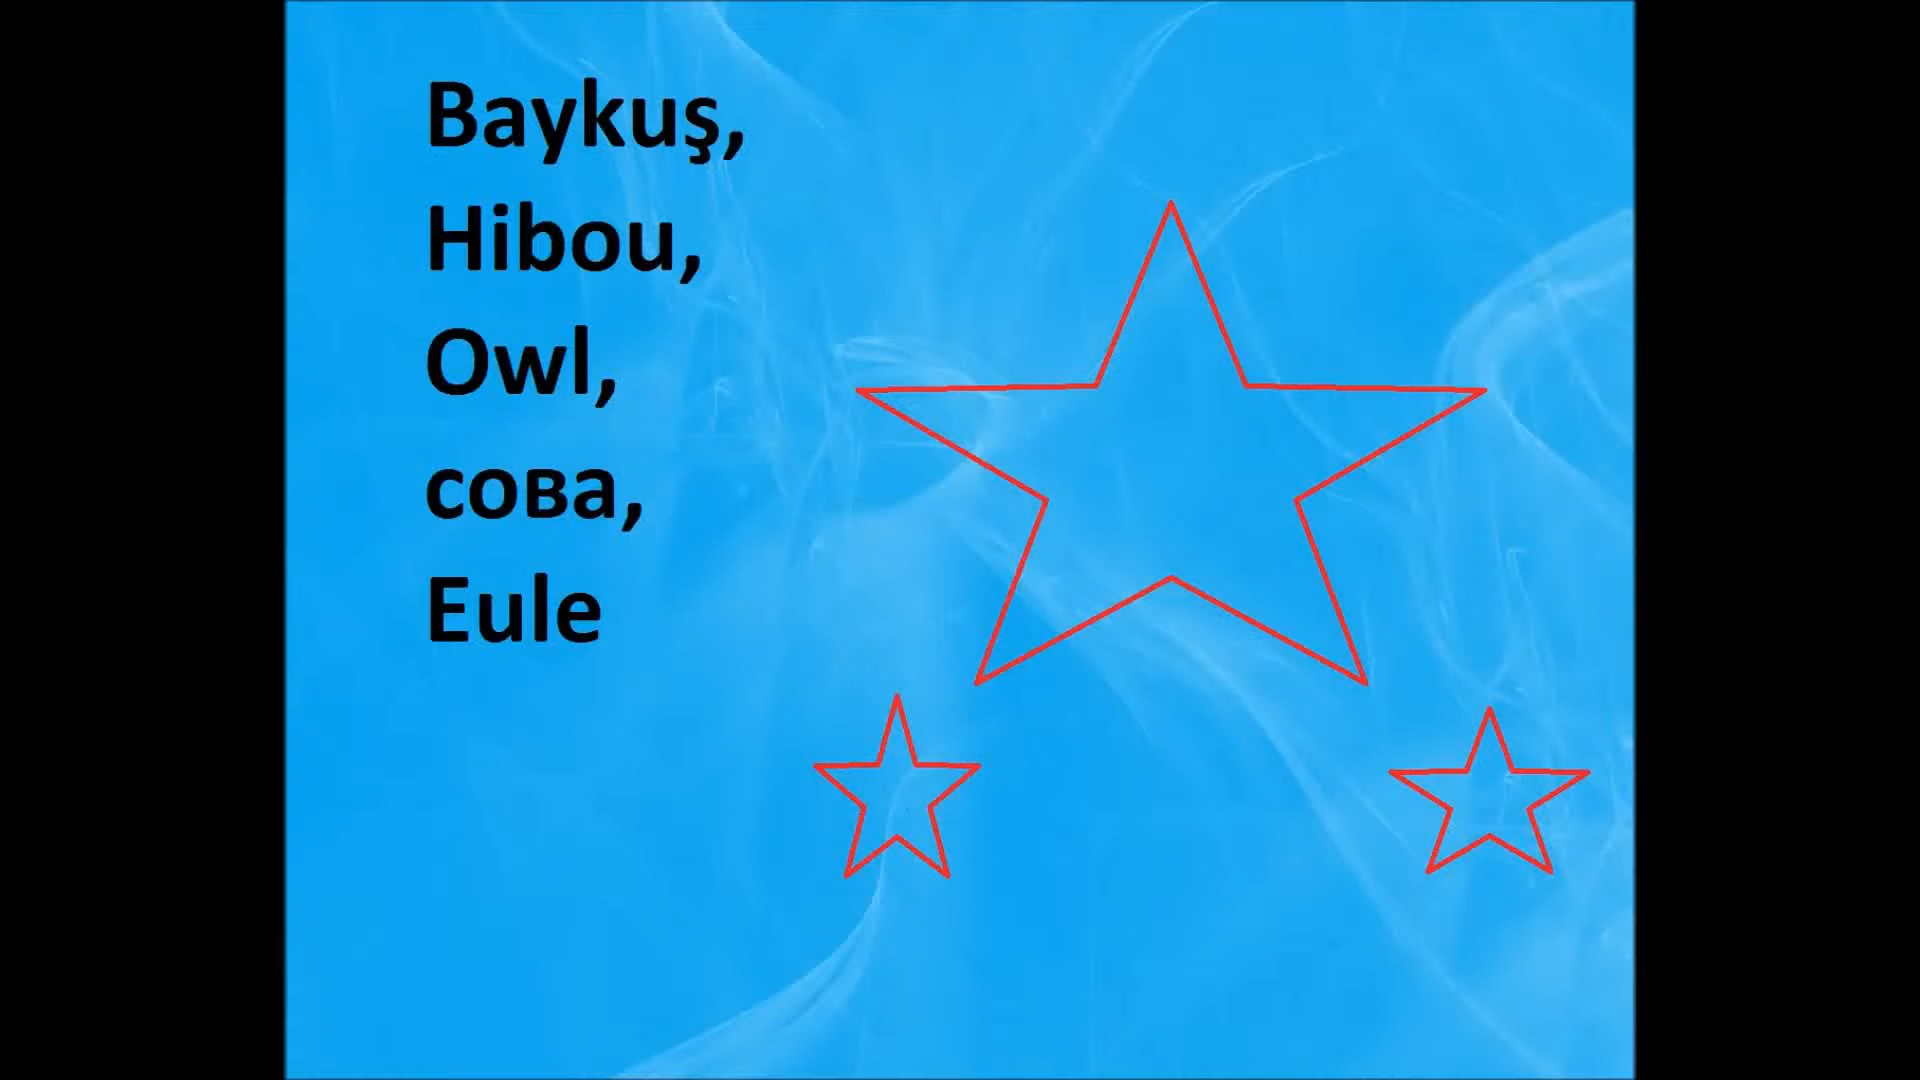 Baykuş,
Hibou,
Owl,
сова,
Eule